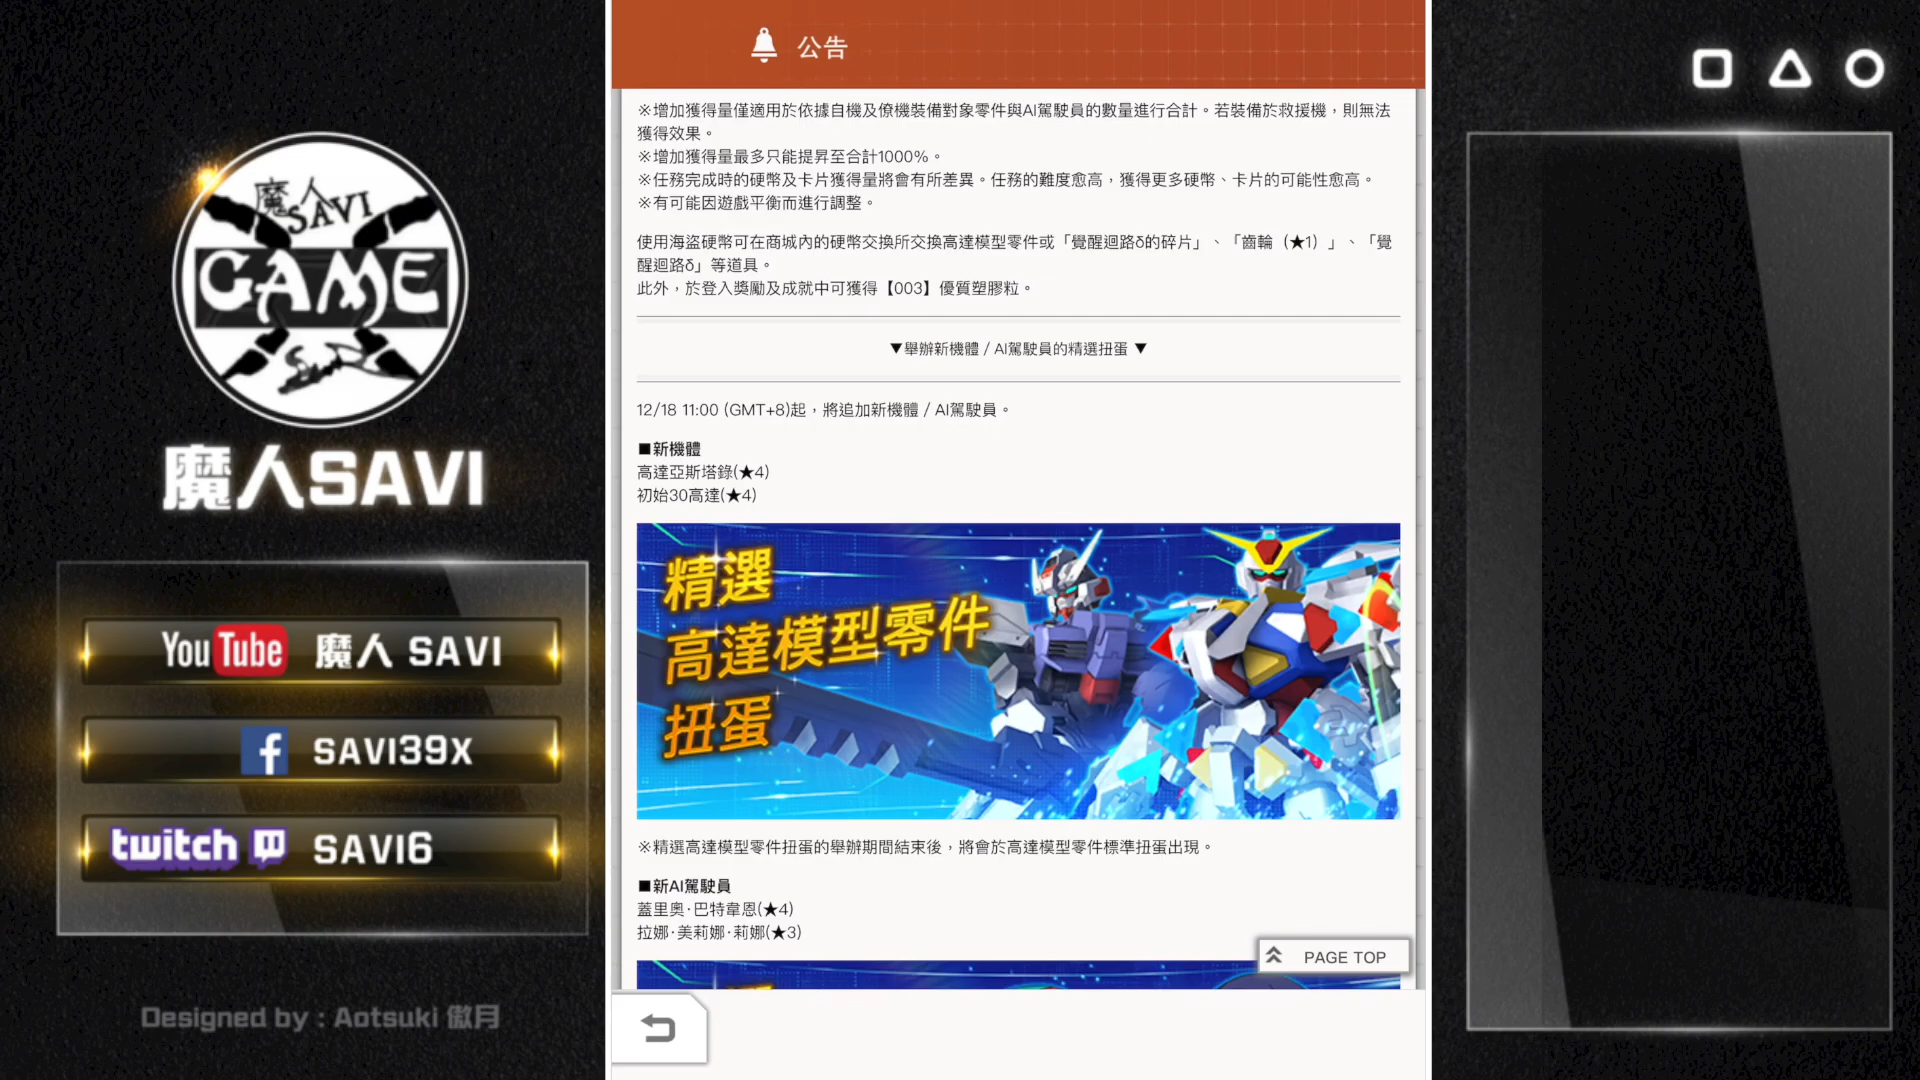 公告
※增加獲得量僅適用於依據自機及僚機裝備對象零件與AI駕駛員的數量進行合計。若裝備於救援機，則無法
獲得效果。
※增加獲得量最多只能提昇至合計1000%。
※任務完成時的硬幣及卡片獲得量將會有所差異。任務的難度愈高，獲得更多硬幣、卡片的可能性愈高。
※有可能因遊戲平衡而進行調整。
使用海盜硬幣可在商城內的硬幣交換所交換高達模型零件或「覺醒迴路δ的碎片」、「齒輪（★1）」、「覺
醒迴路δ」等道具。
此外，於登入獎勵及成就中可獲得【003】優質塑膠粒。
▼舉辦新機體 / AI駕駛員的精選扭蛋 ▼
12/18 11:00 (GMT+8)起，將追加新機體 / AI駕駛員。
■新機體
高達亞斯塔錄(★4)
初始30高達(★4)
精選
高達模型零件
扭蛋
※精選高達模型零件扭蛋的舉辦期間結束後，將會於高達模型零件標準扭蛋出現。
■新AI駕駛員
蓋里奧·巴特韋恩(★4)
拉娜·美莉娜·莉娜(★3)
PAGE TOP
魔人
SAVI
GAME
魔人SAVI
YouTube 魔人 SAVI
f SAVI39X
twitch SAVI6
Designed by : Aotsuki 傲月